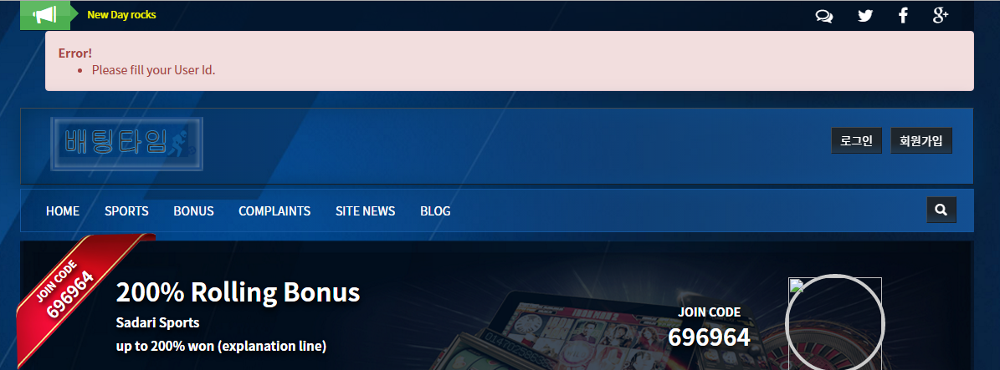 New Day rocks
Error!
Please fill your User Id.
배팅타임
로그인 회원가입
HOME SPORTS BONUS COMPLAINTS SITE NEWS BLOG
JOIN CODE
696964
200% Rolling Bonus
Sadari Sports
up to 200% won (explanation line)
JOIN CODE
696964